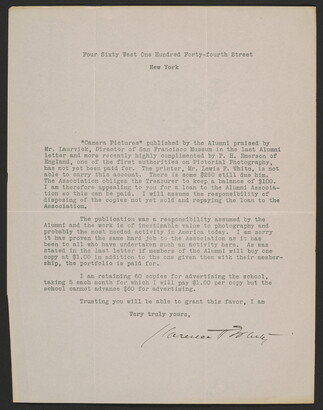 Four Sixty West One Hundred Forty-fourth Street
New York
"Camera Pictures" published by the Alumni praised by
Mr. Laurvick, Director of San Francisco Museum in the last Alumni
letter and more recently highly complimented by P. H. Emerson of
England, one of the first authorities on Pictorial Photography,
has not yet been paid for. The printer, Mr. Lewis F. White, is not
able to carry this account. There is some $250 still due him.
The Association obliges the Treasurer to keep a balance of $100.
I am therefore appealing to you for a loan to the Alumni Associa-
tion so this can be paid. I will assume the responsibility of
disposing of the copies not yet sold and repaying the loan to the
Association.
The publication was a responsibility assumed by the
Alumni and the work is of inestimable value to photography and
probably the most needed activity in America today. I am sorry
it has proven the same hard job to the Association as it has
been to all who have undertaken such an activity here. As was
stated in the last letter if members of the Alumni will buy one
copy at $1.00 in addition to the one given them with their member-
ship, the portfolio is paid for.
I am retaining 60 copies for advertising the school,
taking 5 each month for which I will pay $1.00 per copy but the
school cannot advance $60 for advertising.
Trusting you will be able to grant this favor, I am
Very truly yours,
Clarence H White